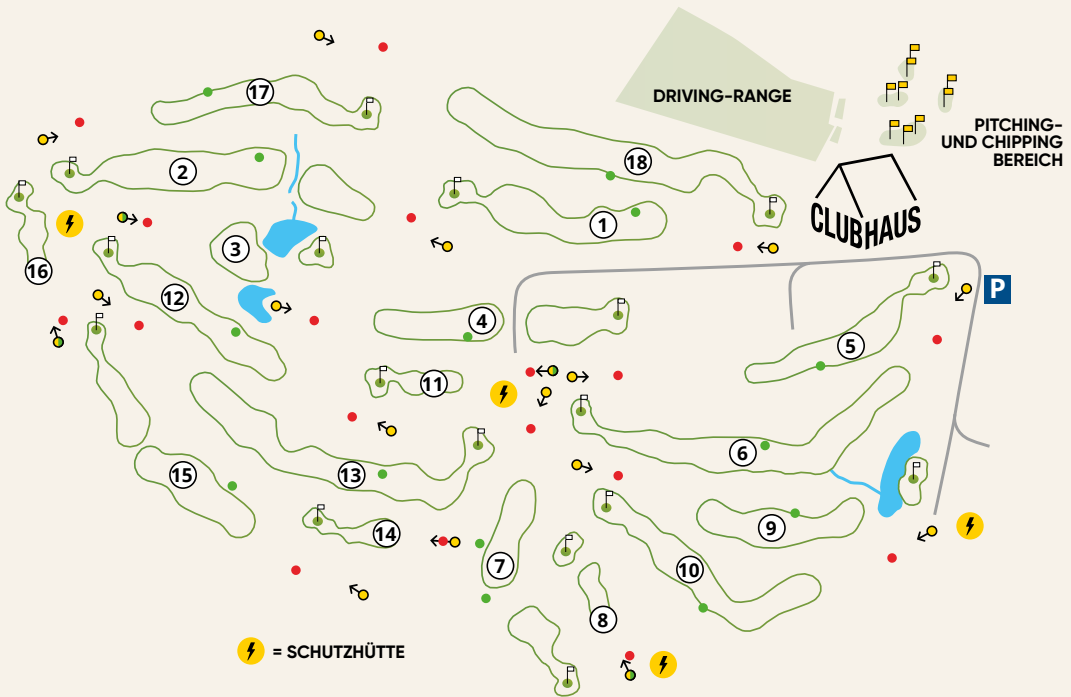 17
DRIVING-RANGE
PITCHING-
UND CHIPPING
BEREICH
18
2
CLUBHAUS
1
3
16
12
P
4
5
11
6
13
15
9
14
7
10
8
= SCHUTZHÜTTE